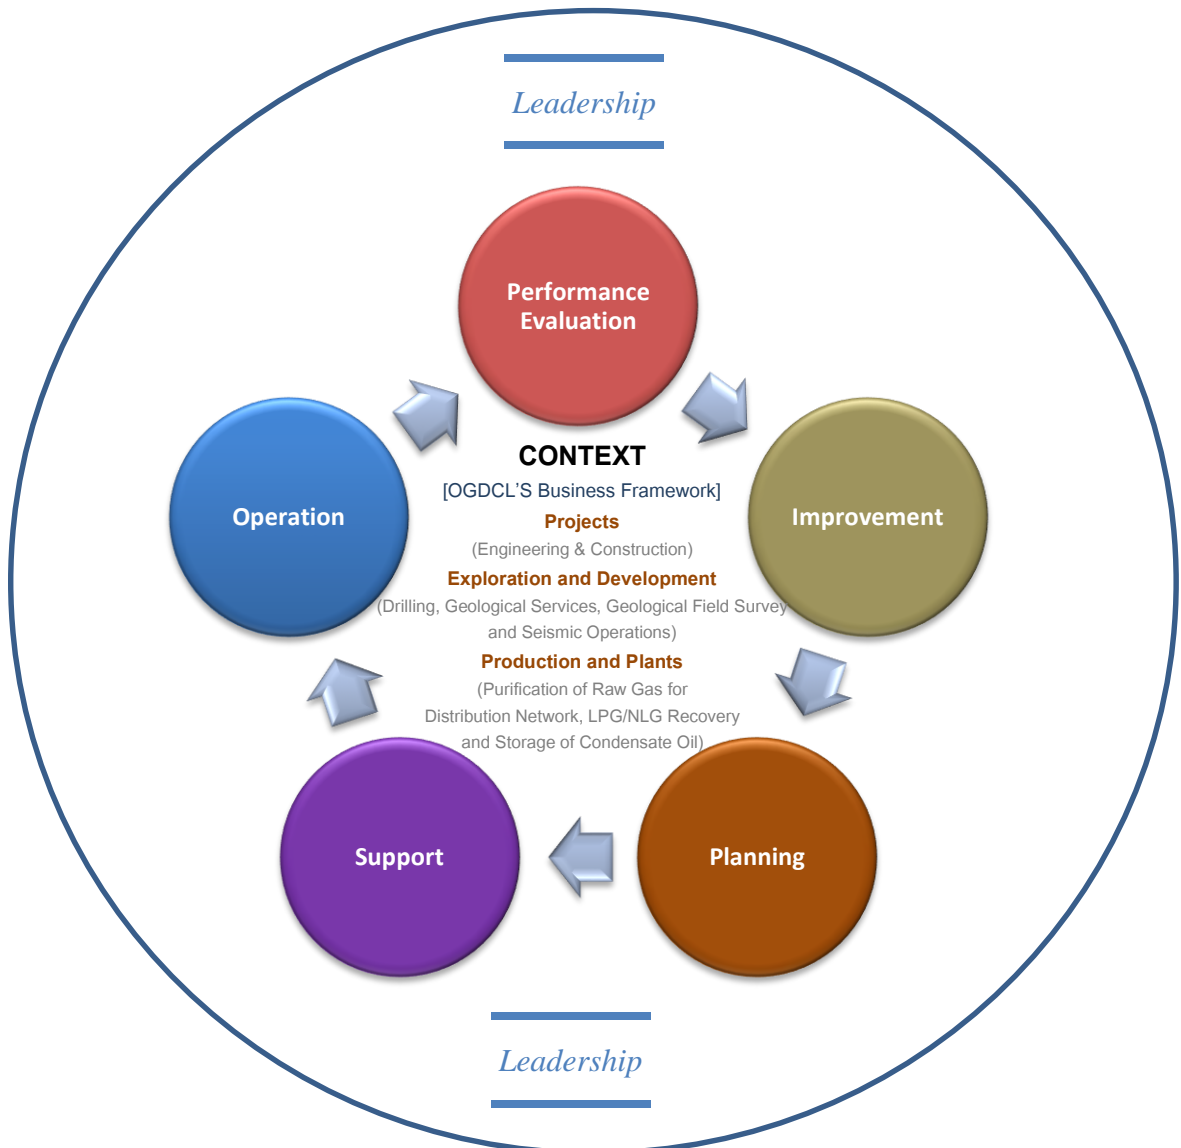 Leadership
Performance
Evaluation
Operation
Improvement
CONTEXT
[OGDCL'S Business Framework]
Projects
(Engineering & Construction)
Exploration and Development
(Drilling, Geological Services, Geological Field Survey
and Seismic Operations)
Production and Plants
(Purification of Raw Gas for
Distribution Network, LPG/NLG Recovery
and Storage of Condensate Oil)
Support
Planning
Leadership